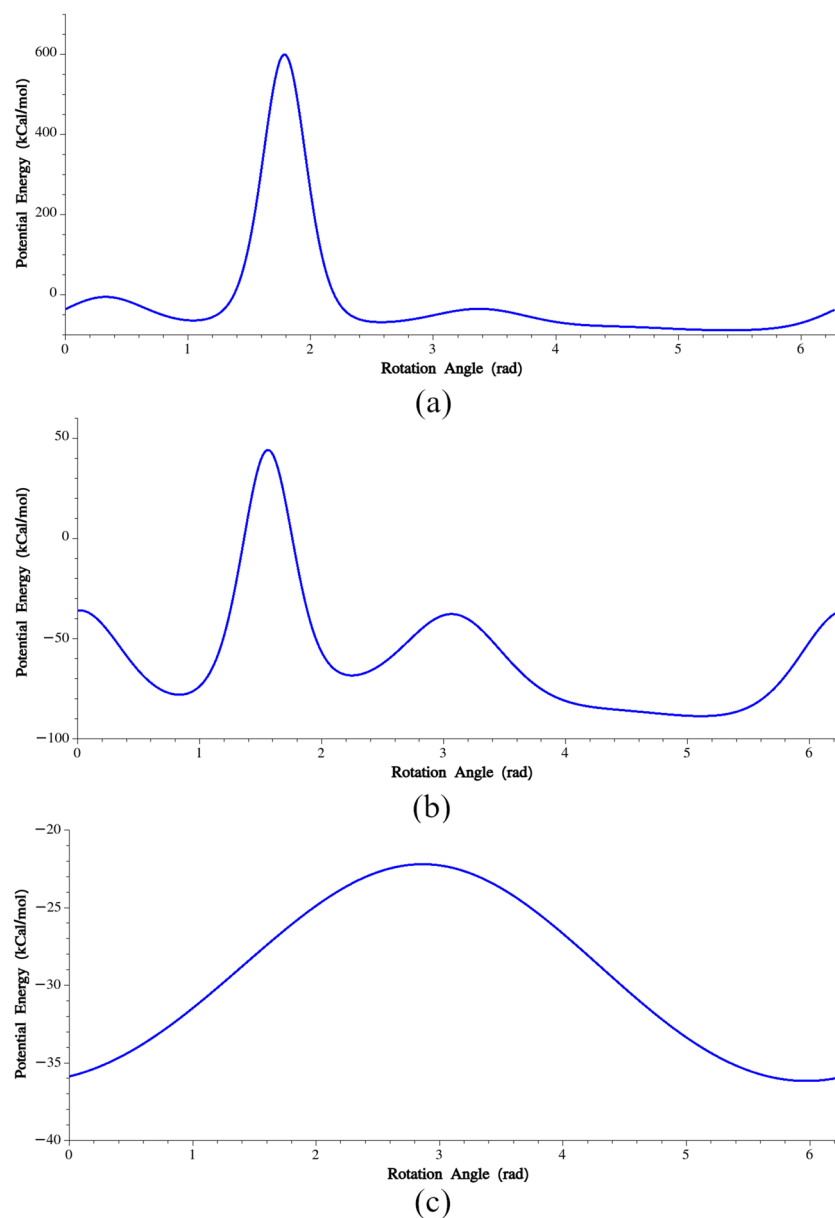 Potential Energy (kCal/mol)
600
400
200
0
0 1 2 3 4 5 6
Rotation Angle (rad)
(a)
Potential Energy (kCal/mol)
50
0
−50
−100
0 1 2 3 4 5 6
Rotation Angle (rad)
(b)
Potential Energy (kCal/mol)
−20
−25
−30
−35
−40
0 1 2 3 4 5 6
Rotation Angle (rad)
(c)